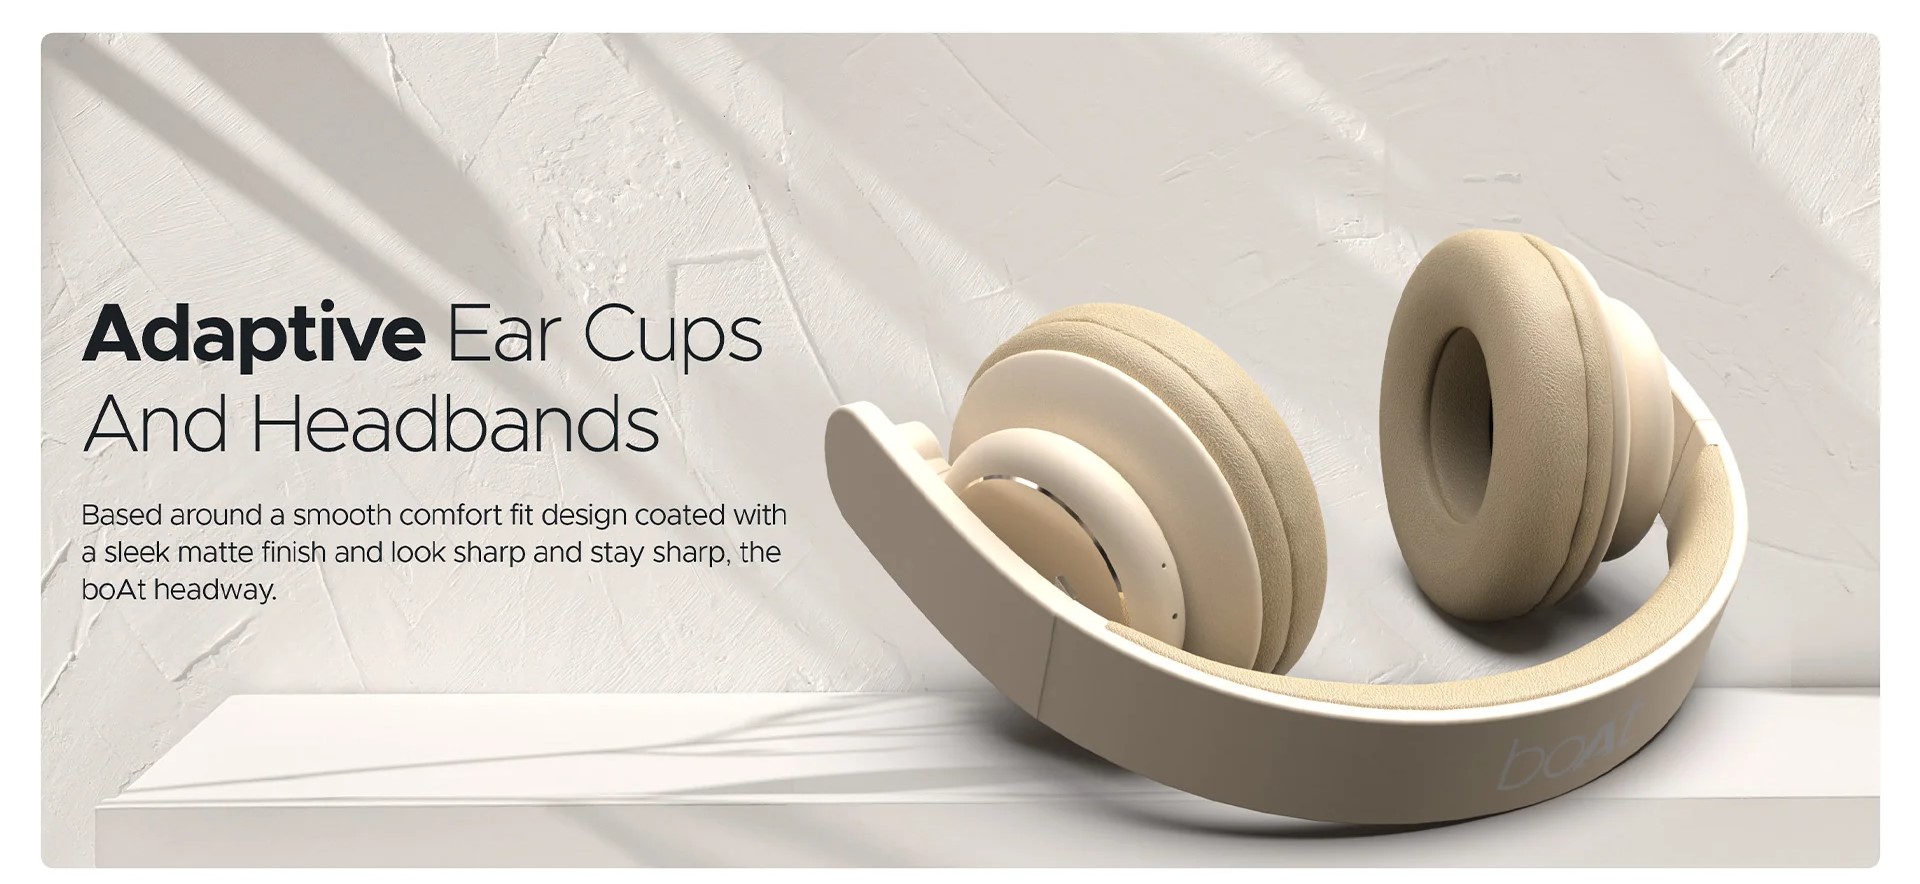 Adaptive Ear Cups
And Headbands
Based around a smooth comfort fit design coated with
a sleek matte finish and look sharp and stay sharp, the
boAt headway.
boAt